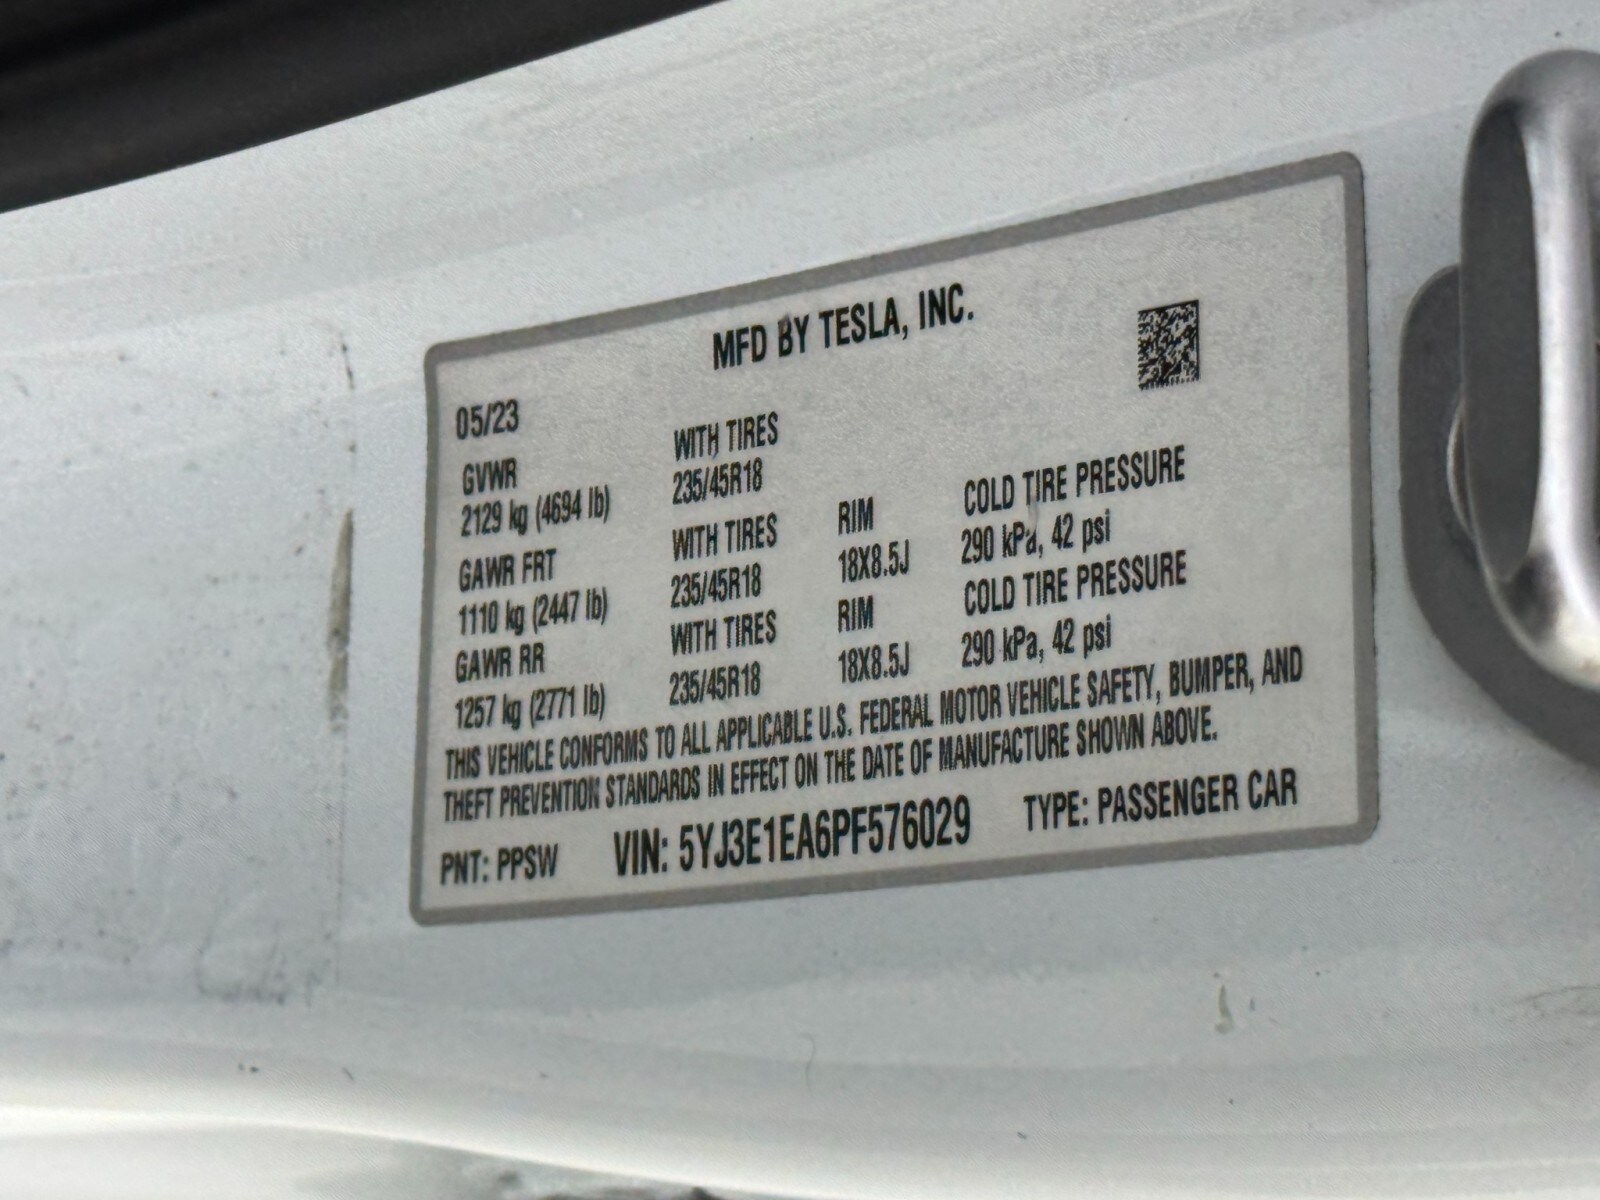 MFD BY TESLA, INC.
05/23
GVWR WITH TIRES
2129 kg (4694 lb) 235/45R18
GAWR FRT WITH TIRES RIM COLD TIRE PRESSURE
1110 kg (2447 lb) 235/45R18 18X8.5J 290 kPa, 42 psi
GAWR RR WITH TIRES RIM COLD TIRE PRESSURE
1257 kg (2771 lb) 235/45R18 18X8.5J 290 kPa, 42 psi
THIS VEHICLE CONFORMS TO ALL APPLICABLE U.S. FEDERAL MOTOR VEHICLE SAFETY, BUMPER, AND
THEFT PREVENTION STANDARDS IN EFFECT ON THE DATE OF MANUFACTURE SHOWN ABOVE.
PNT: PPSW VIN: 5YJ3E1EA6PF576029 TYPE: PASSENGER CAR